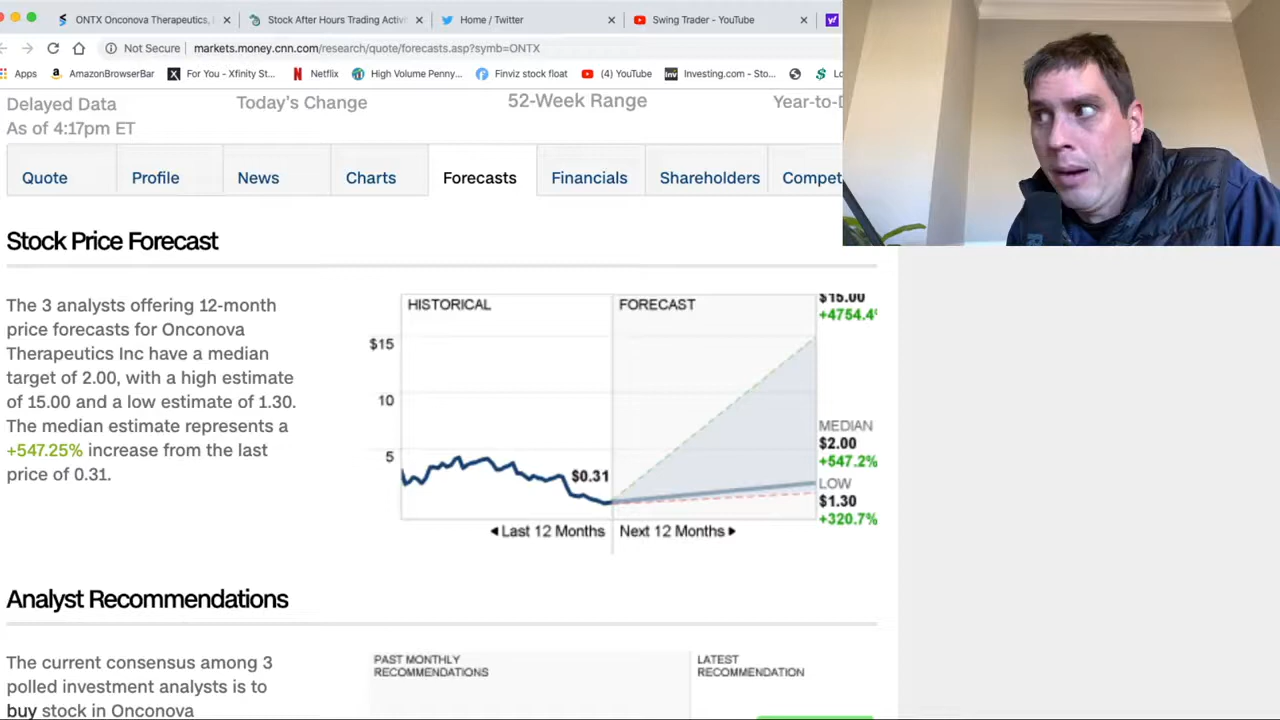 ONTX Onconova Therapeutics,
Stock After Hours Trading Activi
Home / Twitter
Swing Trader - YouTube
Not Secure
markets.money.cnn.com/research/quote/forecasts.asp?symb=ONTX
Apps
AmazonBrowserBar
For You - Xfinity St...
Netflix
High Volume Penny...
Finviz stock float
(4) YouTube
Investing.com - Sto...
Delayed Data
As of 4:17pm ET
Today's Change
52-Week Range
Year-to-D
Quote
Profile
News
Charts
Forecasts
Financials
Shareholders
Compet
Stock Price Forecast
The 3 analysts offering 12-month
price forecasts for Onconova
Therapeutics Inc have a median
target of 2.00, with a high estimate
of 15.00 and a low estimate of 1.30.
The median estimate represents a
+547.25% increase from the last
price of 0.31.
HISTORICAL
FORECAST
$15
10
5
$0.31
◄Last 12 Months
Next 12 Months►
$15.00
+4754.4%
MEDIAN
$2.00
+547.2%
LOW
$1.30
+320.7%
Analyst Recommendations
The current consensus among 3
polled investment analysts is to
buy stock in Onconova
PAST MONTHLY
RECOMMENDATIONS
LATEST
RECOMMENDATION